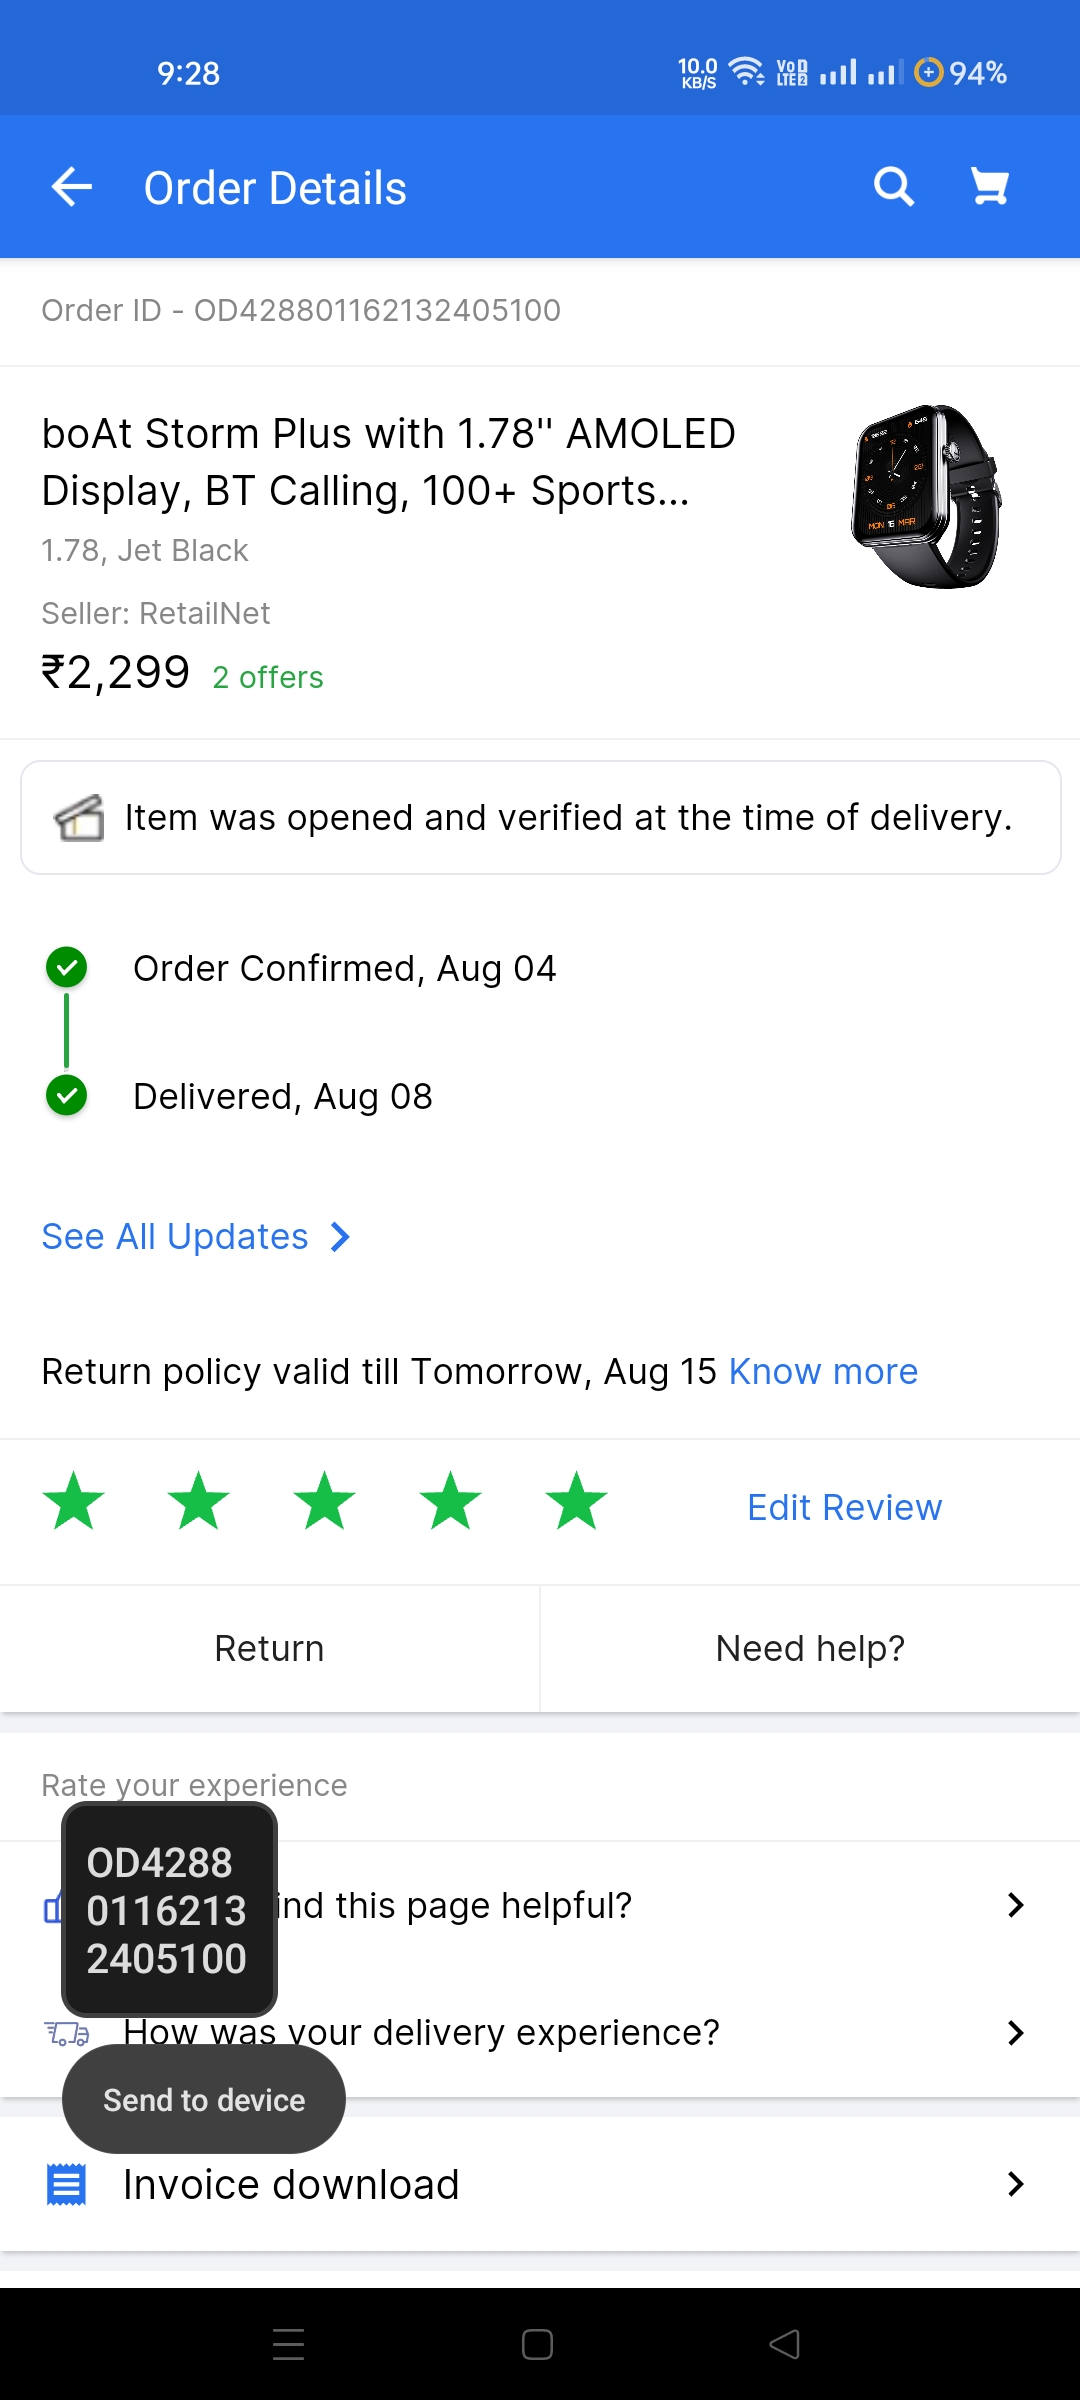 9:28
10.0 KB/S
Vo LTE 1 2
94%
Order Details
Order ID - OD428801162132405100
boAt Storm Plus with 1.78'' AMOLED
Display, BT Calling, 100+ Sports...
1.78, Jet Black
Seller: RetailNet
₹2,299 2 offers
Item was opened and verified at the time of delivery.
Order Confirmed, Aug 04
Delivered, Aug 08
See All Updates
Return policy valid till Tomorrow, Aug 15 Know more
Edit Review
Return
Need help?
Rate your experience
OD4288
0116213
2405100
ind this page helpful?
How was your delivery experience?
Send to device
Invoice download